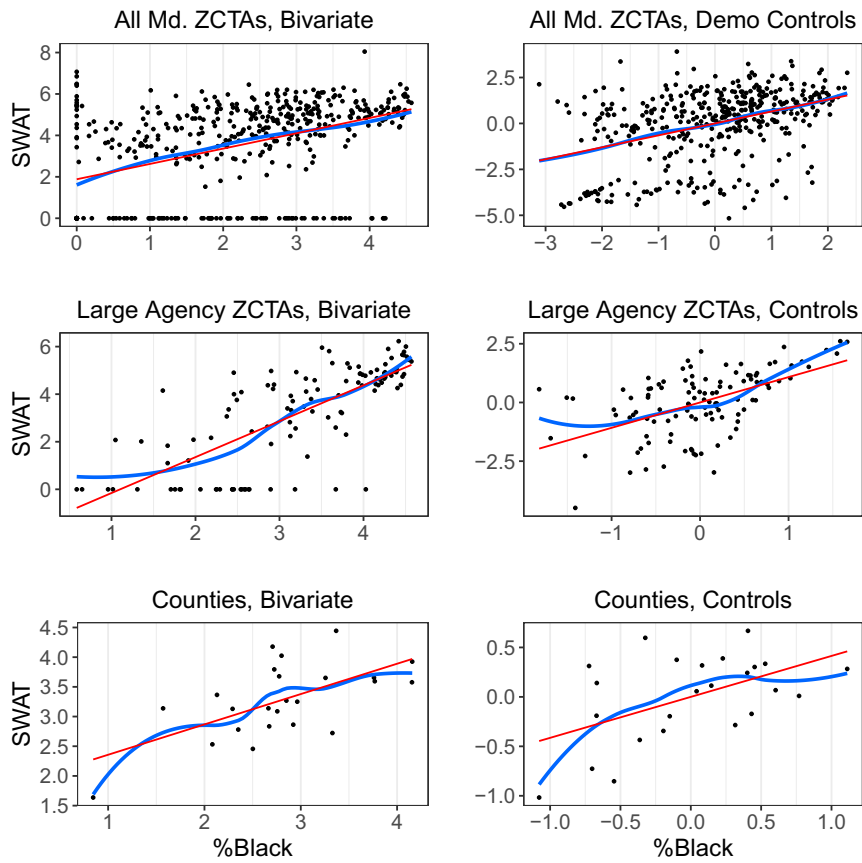 All Md. ZCTAs, Bivariate
SWAT
8
6
4
2
0
0 1 2 3 4
All Md. ZCTAs, Demo Controls
2.5
0.0
−2.5
−5.0
−3 −2 −1 0 1 2
Large Agency ZCTAs, Bivariate
SWAT
6
4
2
0
1 2 3 4
Large Agency ZCTAs, Controls
2.5
0.0
−2.5
−1 0 1
Counties, Bivariate
SWAT
4.5
4.0
3.5
3.0
2.5
2.0
1.5
1 2 3 4
%Black
Counties, Controls
0.5
0.0
−0.5
−1.0
−1.0 −0.5 0.0 0.5 1.0
%Black